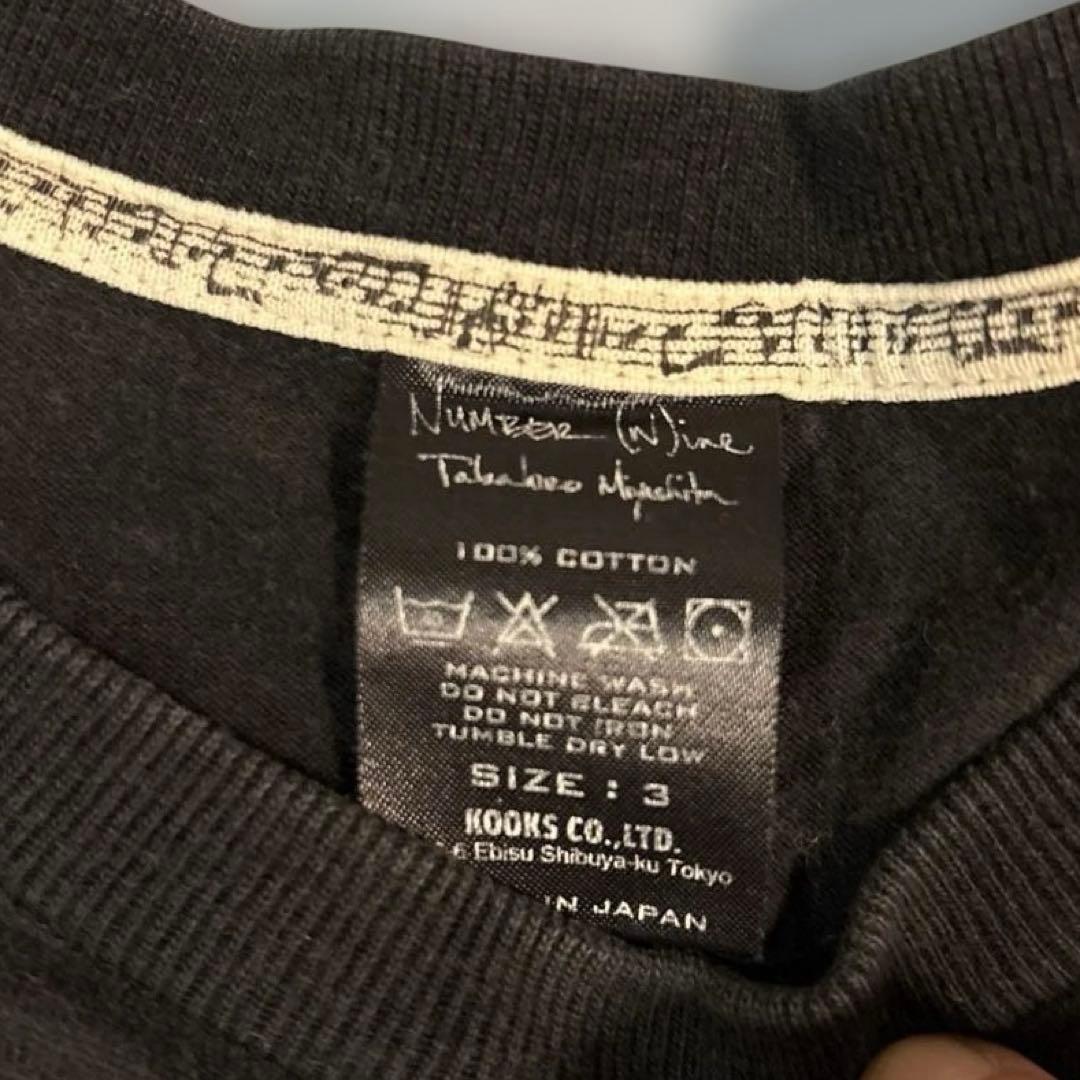 NUMBER (N)ine
Takahiro Miyashita
100% COTTON
MACHINE WASH
DO NOT BLEACH
DO NOT IRON
TUMBLE DRY LOW
SIZE : 3
KOOKS CO.,LTD.
6 Ebisu Shibuya-ku Tokyo
IN JAPAN